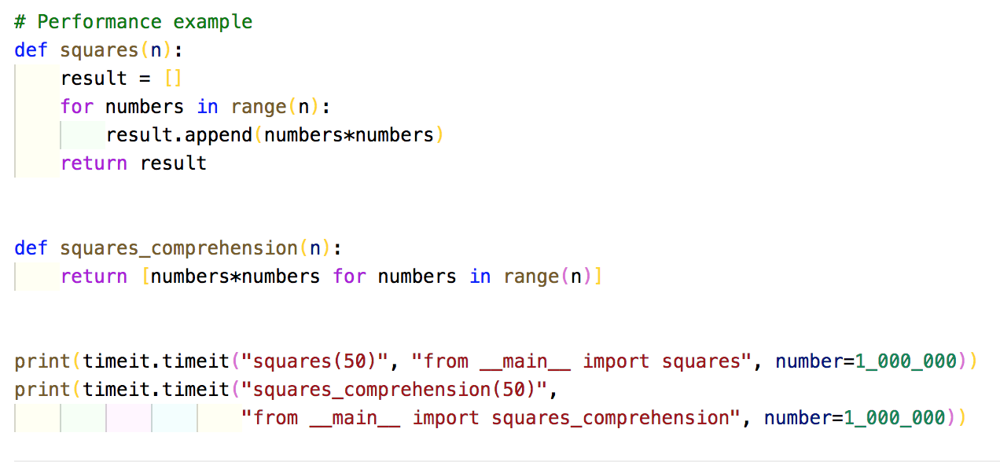 # Performance example
def squares(n):
    result = []
    for numbers in range(n):
        result.append(numbers*numbers)
    return result
def squares_comprehension(n):
    return [numbers*numbers for numbers in range(n)]
print(timeit.timeit("squares(50)", "from __main__ import squares", number=1_000_000))
print(timeit.timeit("squares_comprehension(50)",
                    "from __main__ import squares_comprehension", number=1_000_000))